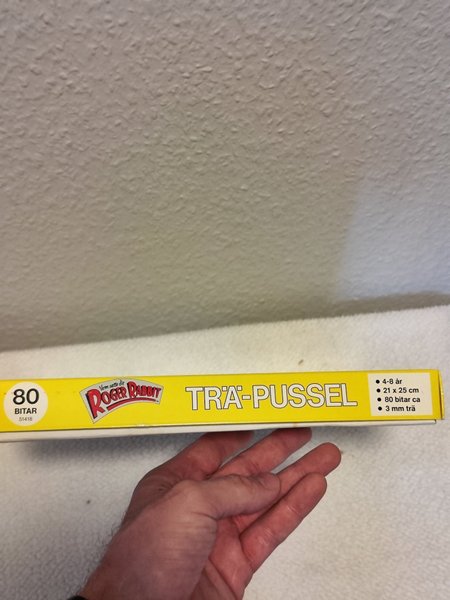 80
BITAR
51418
Vem satte dit
ROGER RABBIT
TRÄ-PUSSEL
• 4-8 år
• 21 x 25 cm
• 80 bitar ca
• 3 mm trä